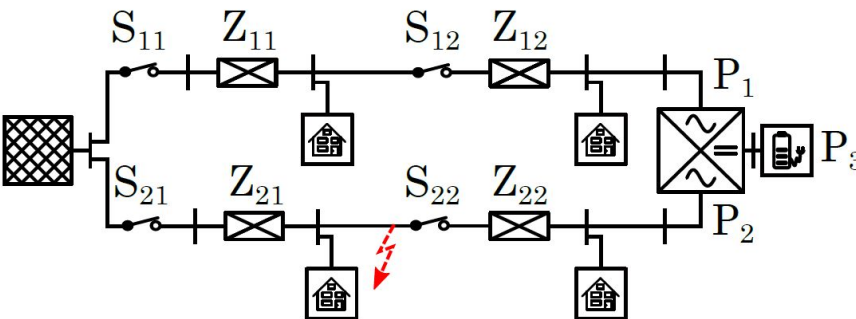 S₁₁ Z₁₁ S₁₂ Z₁₂
P₁
P₃
S₂₁ Z₂₁ S₂₂ Z₂₂
P₂